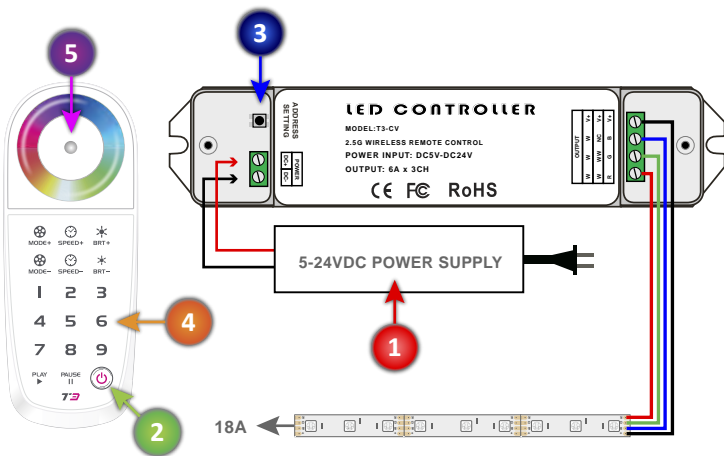 5
3
ADDRESS
SETTING
POWER
DC+
DC-
LED CONTROLLER
MODEL:T3-CV
2.5G WIRELESS REMOTE CONTROL
POWER INPUT: DC5V-DC24V
OUTPUT: 6A x 3CH
CE FC RoHS
OUTPUT
V+ V+ V+
W NC B
W WW G
W W R
MODE+ SPEED+ BRT+
MODE− SPEED− BRT−
1 2 3
4 5 6
7 8 9
PLAY PAUSE
T3
4
2
5-24VDC POWER SUPPLY
1
18A